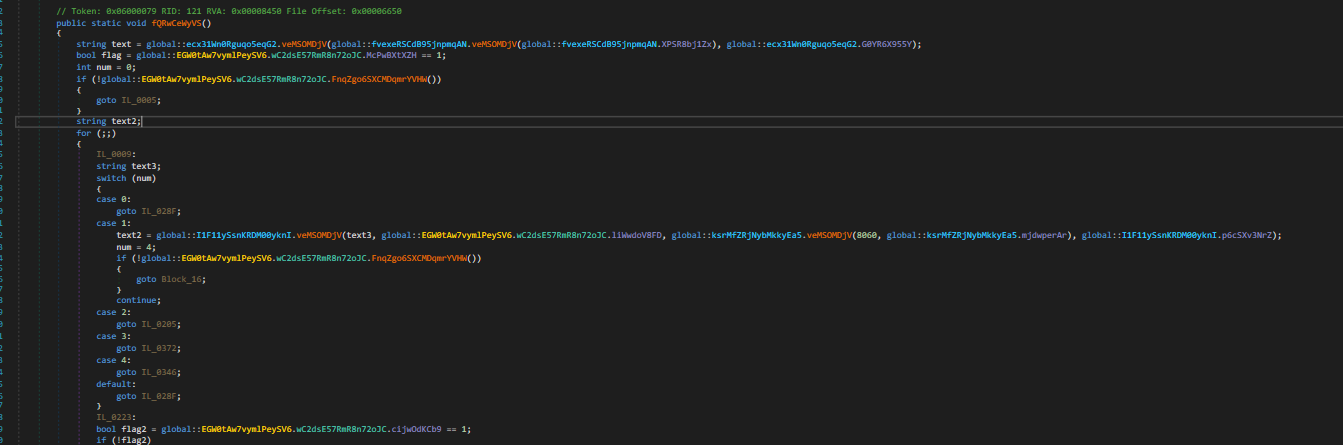 // Token: 0x06000079 RID: 121 RVA: 0x00008450 File Offset: 0x00006650
public static void fQRwCeWyVS()
{
string text = global::ecx31Wn0Rguqo5eqG2.veMSOMDjV(global::fvexeRSCdB95jnpmqAN.veMSOMDjV(global::fvexeRSCdB95jnpmqAN.XPSR8bj1Zx), global::ecx31Wn0Rguqo5eqG2.G0YR6X955Y);
bool flag = global::EGW0tAw7vymlPeySV6.wC2dsE57RmR8n72oJC.McPwBXtXZH == 1;
int num = 0;
if (!global::EGW0tAw7vymlPeySV6.wC2dsE57RmR8n72oJC.FnqZgo6SXCMDqmrYVHW())
{
goto IL_0005;
}
string text2;
for (;;)
{
IL_0009:
string text3;
switch (num)
{
case 0:
goto IL_028F;
case 1:
text2 = global::I1F11ySsnKRDM00yknI.veMSOMDjV(text3, global::EGW0tAw7vymlPeySV6.wC2dsE57RmR8n72oJC.liWwdoV8FD, global::ksrMfZRjNybMkkyEa5.veMSOMDjV(8060, global::ksrMfZRjNybMkkyEa5.mjdwperAr), global::I1F11ySsnKRDM00yknI.p6cSXv3NrZ);
num = 4;
if (!global::EGW0tAw7vymlPeySV6.wC2dsE57RmR8n72oJC.FnqZgo6SXCMDqmrYVHW())
{
goto Block_16;
}
continue;
case 2:
goto IL_0205;
case 3:
goto IL_0372;
case 4:
goto IL_0346;
default:
goto IL_028F;
}
IL_0223:
bool flag2 = global::EGW0tAw7vymlPeySV6.wC2dsE57RmR8n72oJC.cijwOdKCb9 == 1;
if (!flag2)